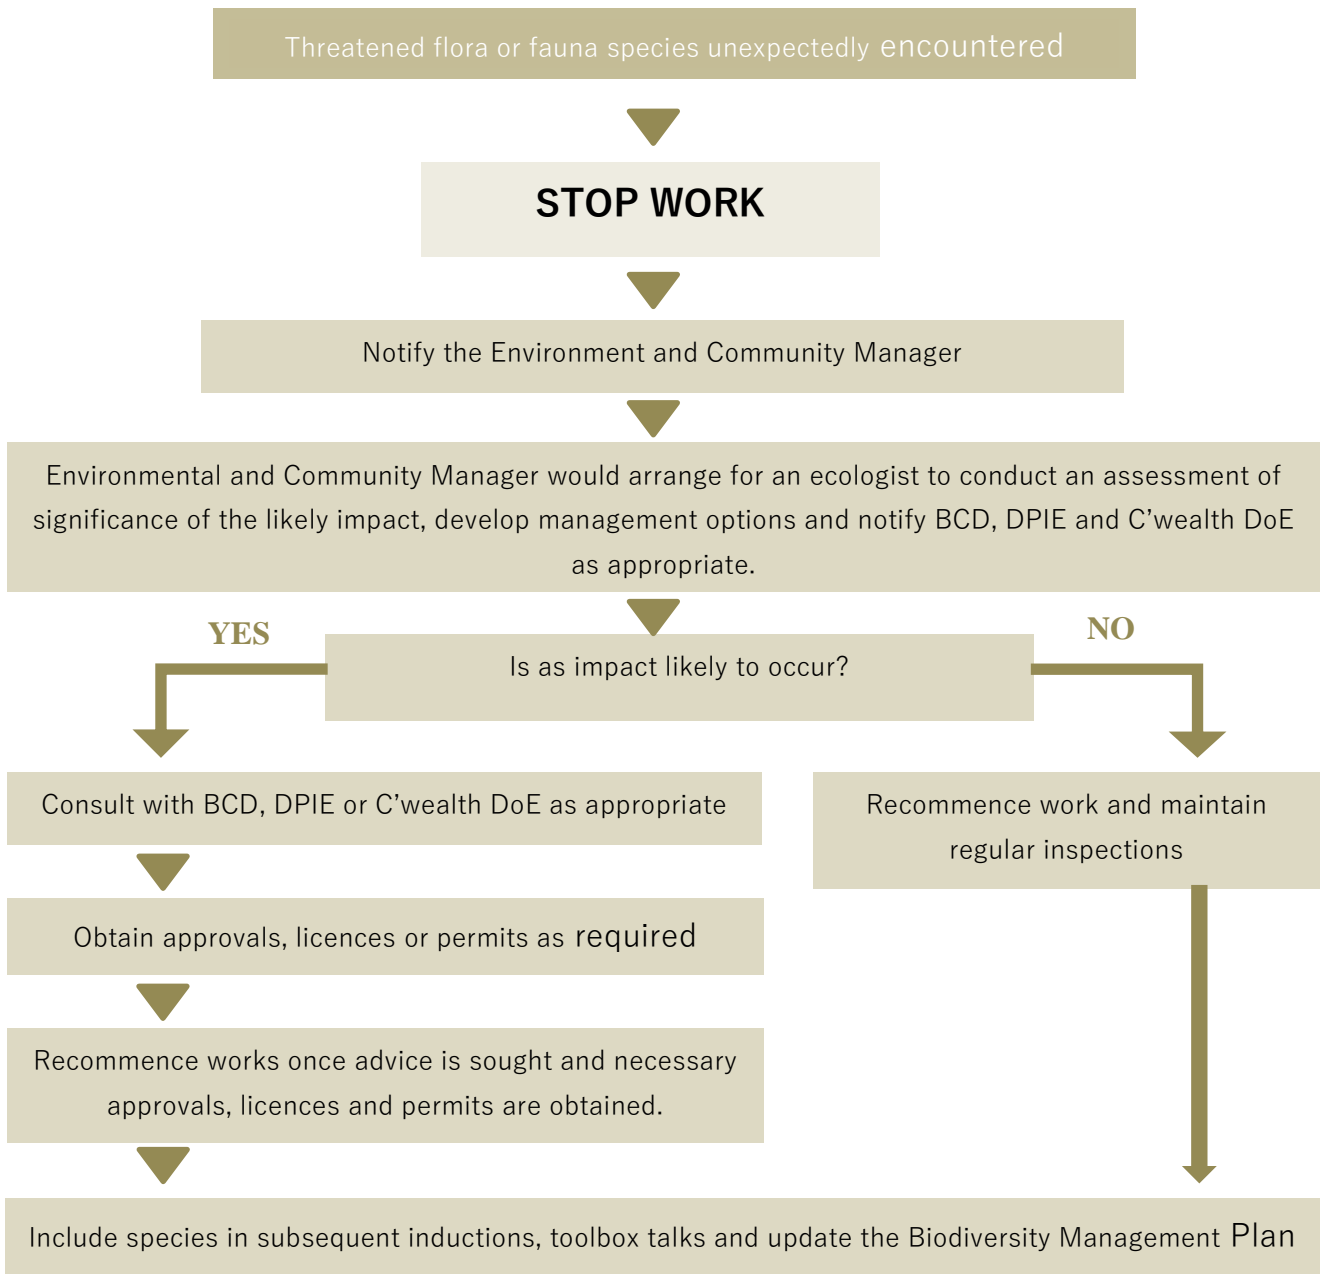 Threatened flora or fauna species unexpectedly encountered
STOP WORK
Notify the Environment and Community Manager
Environmental and Community Manager would arrange for an ecologist to conduct an assessment of
significance of the likely impact, develop management options and notify BCD, DPIE and C’wealth DoE
as appropriate.
YES
NO
Is as impact likely to occur?
Consult with BCD, DPIE or C’wealth DoE as appropriate
Recommence work and maintain
regular inspections
Obtain approvals, licences or permits as required
Recommence works once advice is sought and necessary
approvals, licences and permits are obtained.
Include species in subsequent inductions, toolbox talks and update the Biodiversity Management Plan